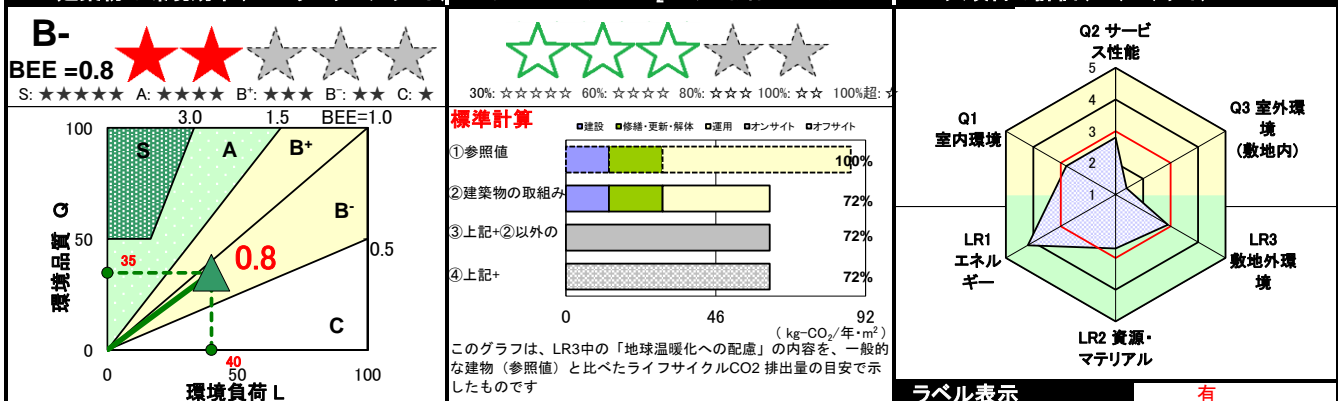 B-
BEE =0.8
S: ★★★★★ A: ★★★★ B⁺: ★★★ B⁻: ★★ C: ★
3.0 1.5 BEE=1.0
100
S A B⁺
B⁻
50
0.5
35
0.8
C
0
40
0 50 100
環境品質 Q
環境負荷 L
30%: ☆☆☆☆☆ 60%: ☆☆☆☆ 80%: ☆☆☆ 100%: ☆☆ 100%超: ☆
標準計算
建設 修繕・更新・解体 運用 オンサイト オフサイト
①参照値 100%
②建築物の取組み 72%
③上記+②以外の 72%
④上記+ 72%
0 46 92
( kg-CO₂/年・m² )
このグラフは、LR3中の「地球温暖化への配慮」の内容を、一般的
な建物（参照値）と比べたライフサイクルCO2 排出量の目安で示
したものです
Q2 サービ
ス性能
5
4
3
2
1
Q1
室内環境
Q3 室外環
境
（敷地内）
LR1
エネル
ギー
LR3
敷地外環
境
LR2 資源・
マテリアル
ラベル表示 有